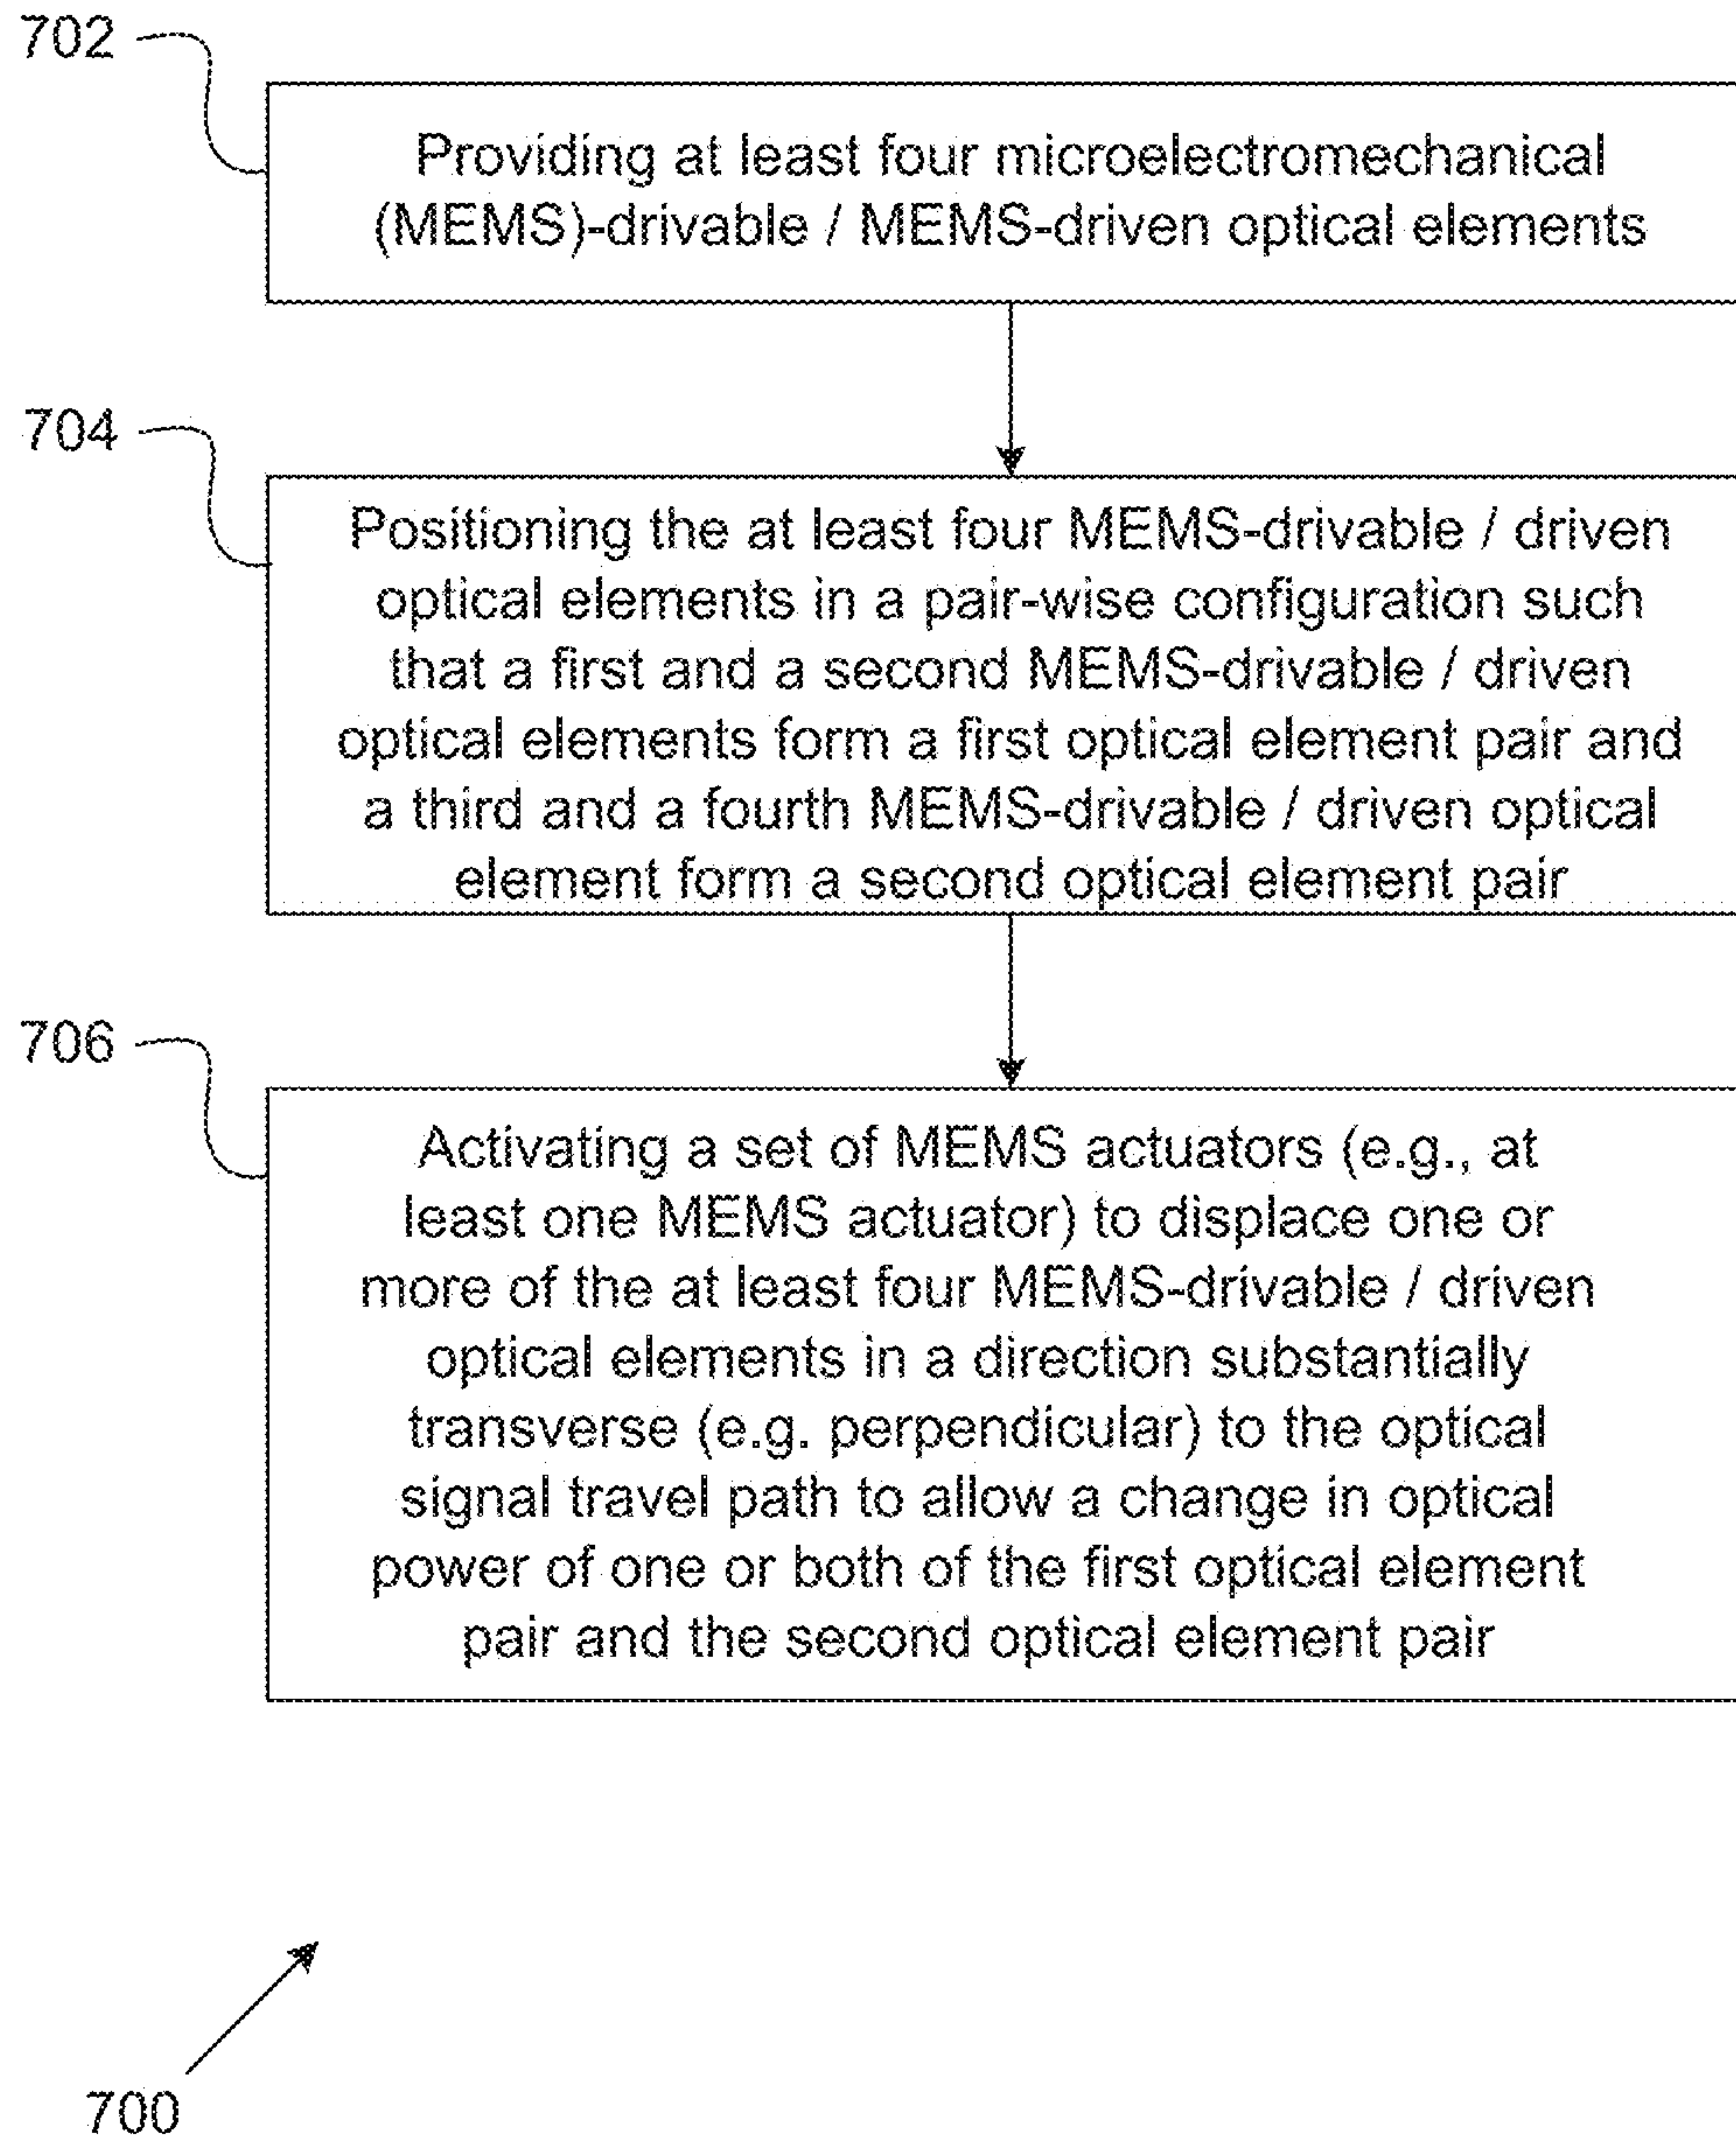 702
Providing at least four microelectromechanical
(MEMS)-drivable / MEMS-driven optical elements
704
Positioning the at least four MEMS-drivable / driven
optical elements in a pair-wise configuration such
that a first and a second MEMS-drivable / driven
optical elements form a first optical element pair and
a third and a fourth MEMS-drivable / driven optical
element form a second optical element pair
706
Activating a set of MEMS actuators (e.g., at
least one MEMS actuator) to displace one or
more of the at least four MEMS-drivable / driven
optical elements in a direction substantially
transverse (e.g. perpendicular) to the optical
signal travel path to allow a change in optical
power of one or both of the first optical element
pair and the second optical element pair
700